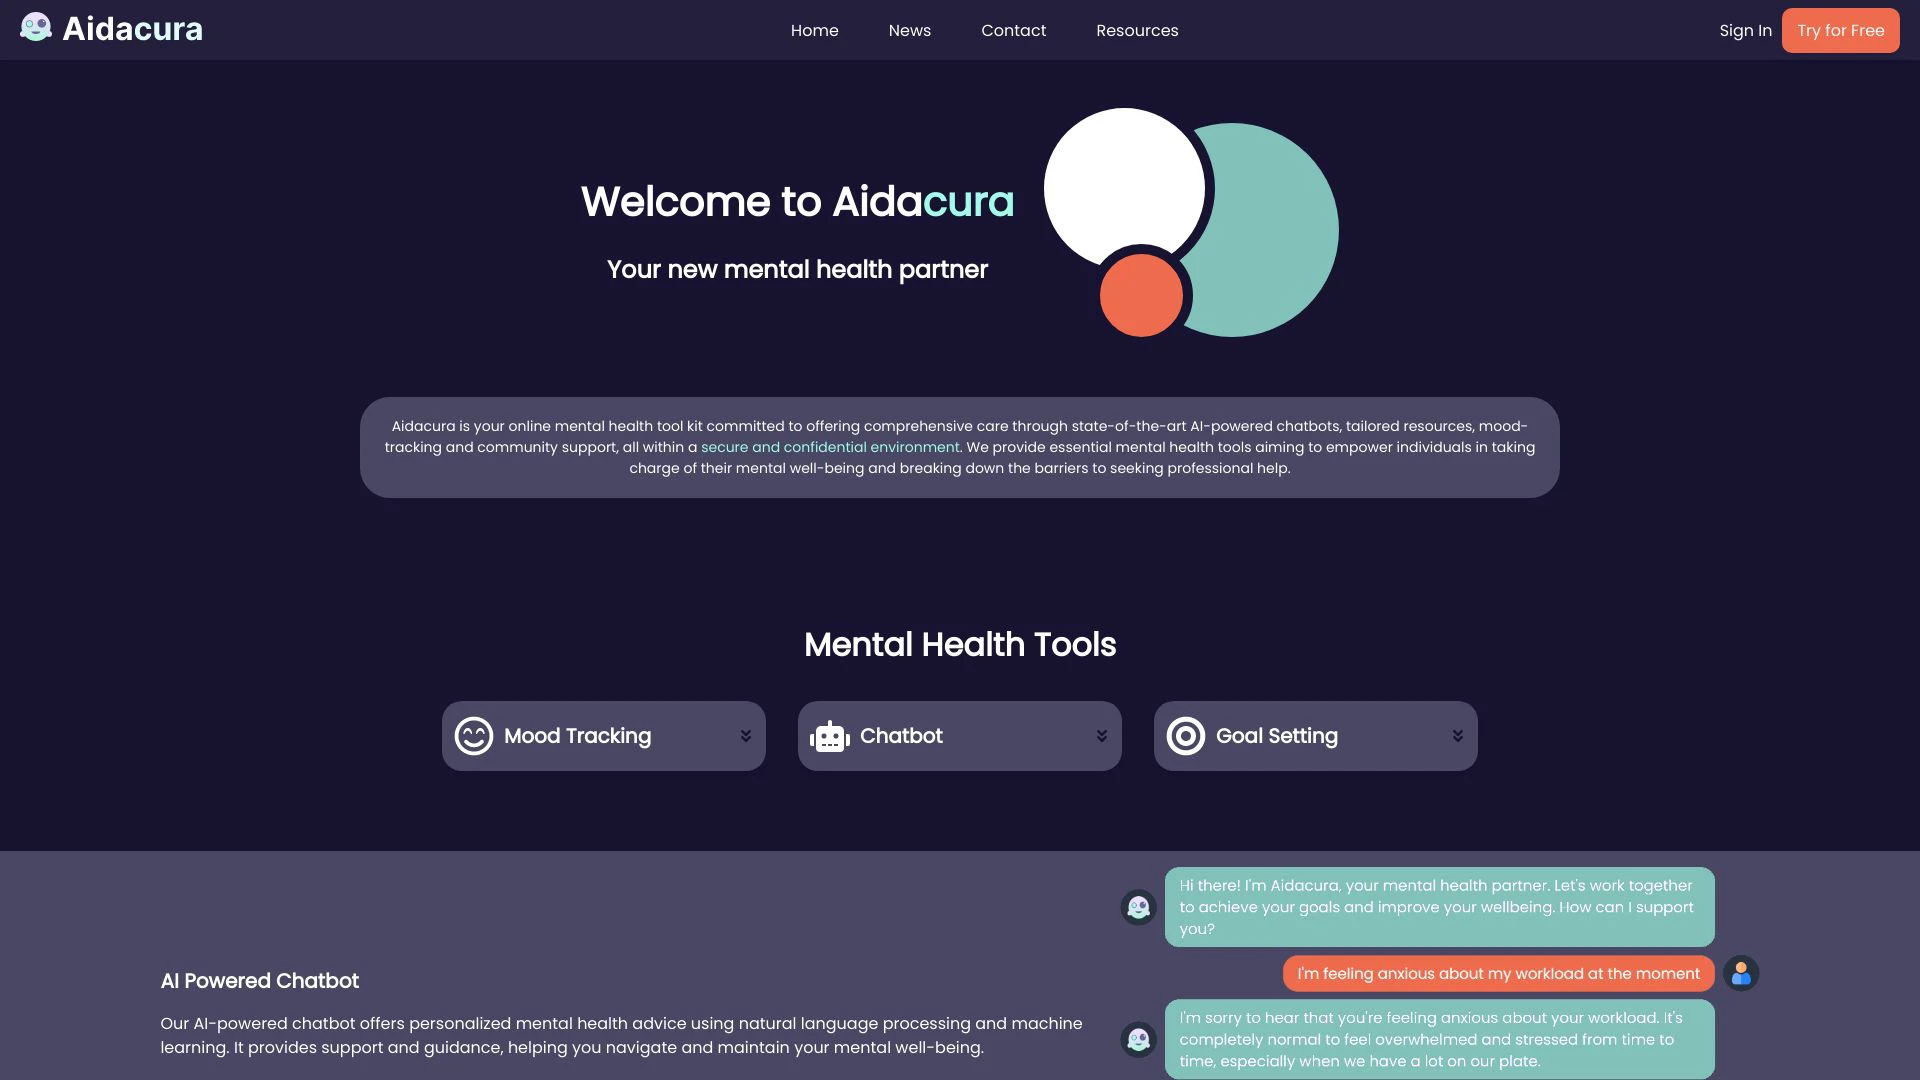 Aidacura
Home
News
Contact
Resources
Sign In
Try for Free
Welcome to Aidacura
Your new mental health partner
Aidacura is your online mental health tool kit committed to offering comprehensive care through state-of-the-art AI-powered chatbots, tailored resources, mood-
tracking and community support, all within a secure and confidential environment. We provide essential mental health tools aiming to empower individuals in taking
charge of their mental well-being and breaking down the barriers to seeking professional help.
Mental Health Tools
Mood Tracking
Chatbot
Goal Setting
AI Powered Chatbot
Our AI-powered chatbot offers personalized mental health advice using natural language processing and machine
learning. It provides support and guidance, helping you navigate and maintain your mental well-being.
Hi there! I'm Aidacura, your mental health partner. Let's work together
to achieve your goals and improve your wellbeing. How can I support
you?
I'm feeling anxious about my workload at the moment
I'm sorry to hear that you're feeling anxious about your workload. It's
completely normal to feel overwhelmed and stressed from time to
time, especially when we have a lot on our plate.